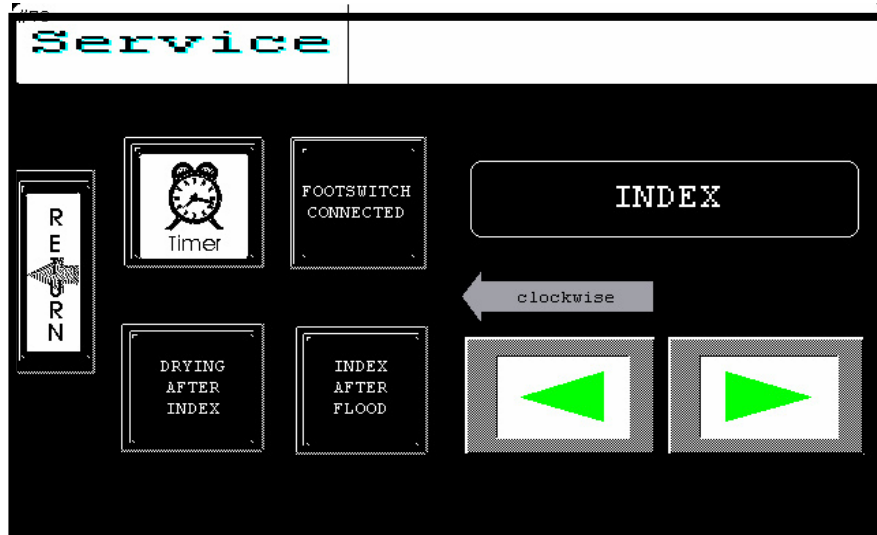 Service
RETURN
Timer
FOOTSWITCH
CONNECTED
INDEX
clockwise
DRYING
AFTER
INDEX
INDEX
AFTER
FLOOD